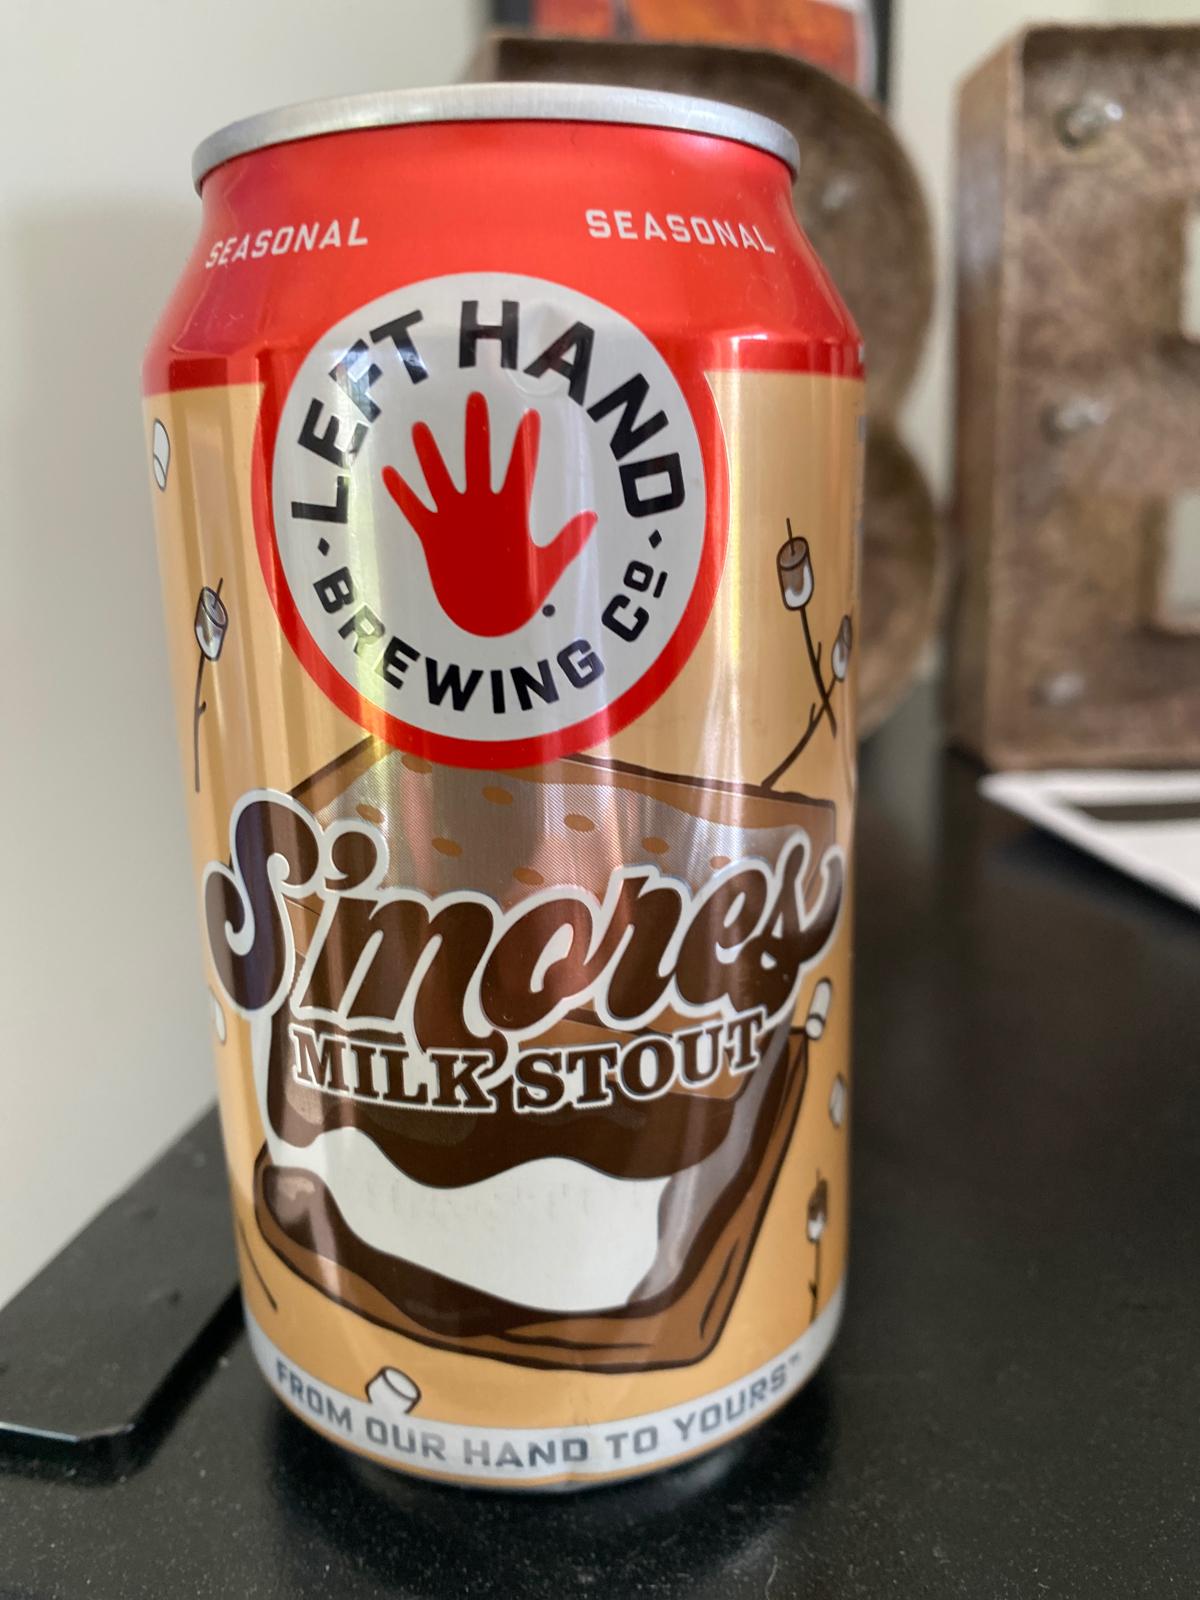 SEASONAL SEASONAL
LEFT HAND
BREWING Co
S'mores
MILK STOUT
FROM OUR HAND TO YOURS™